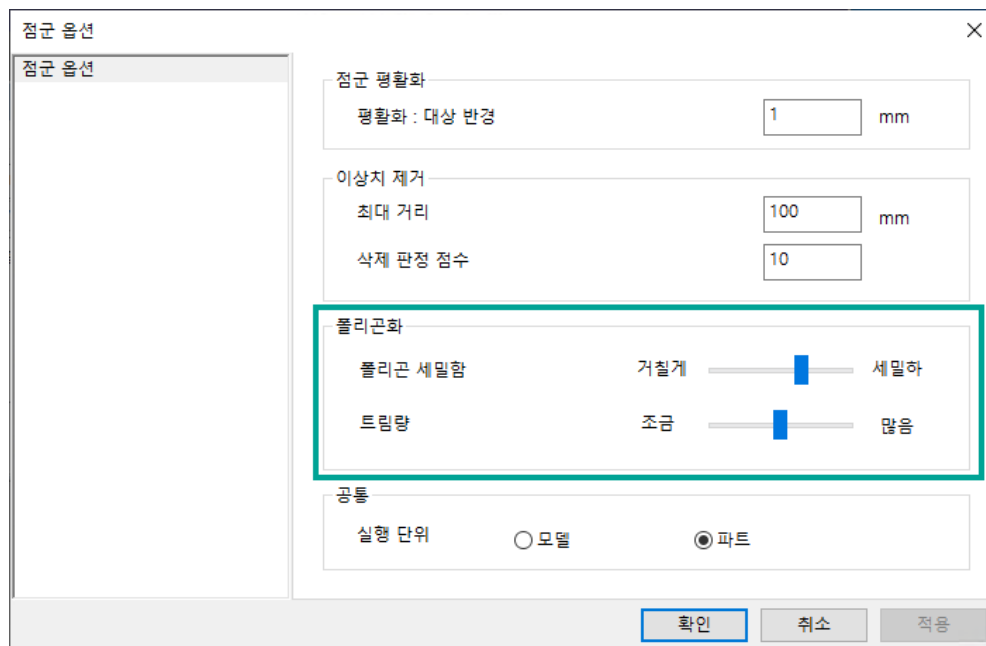 점군 옵션
점군 옵션
점군 평활화
평활화 : 대상 반경 1 mm
이상치 제거
최대 거리 100 mm
삭제 판정 점수 10
폴리곤화
폴리곤 세밀함 거칠게 세밀하
트림량 조금 많음
공통
실행 단위 모델 파트
확인 취소 적용